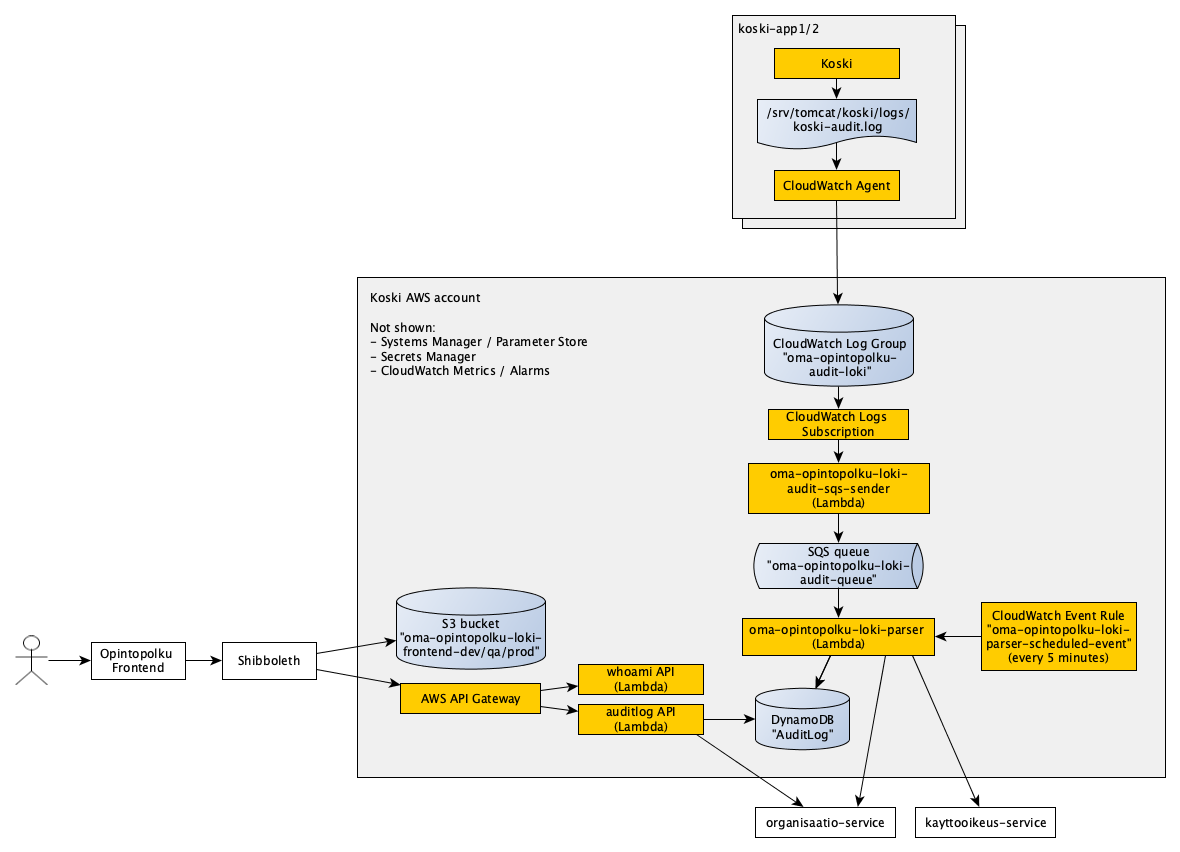 koski-app1/2
Koski
/srv/tomcat/koski/logs/
koski-audit.log
CloudWatch Agent
Koski AWS account
Not shown:
- Systems Manager / Parameter Store
- Secrets Manager
- CloudWatch Metrics / Alarms
CloudWatch Log Group
"oma-opintopolku-
audit-loki"
CloudWatch Logs
Subscription
oma-opintopolku-loki-
audit-sqs-sender
(Lambda)
SQS queue
"oma-opintopolku-loki-
audit-queue"
oma-opintopolku-loki-parser
(Lambda)
CloudWatch Event Rule
"oma-opintopolku-loki-
parser-scheduled-event"
(every 5 minutes)
S3 bucket
"oma-opintopolku-loki-
frontend-dev/qa/prod"
Opintopolku
Frontend
Shibboleth
AWS API Gateway
whoami API
(Lambda)
auditlog API
(Lambda)
DynamoDB
"AuditLog"
organisaatio-service
kayttooikeus-service